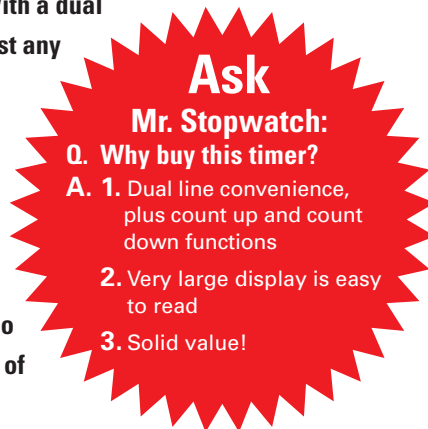 with a dual
st any
Ask
Mr. Stopwatch:
Q. Why buy this timer?
A. 1. Dual line convenience,
plus count up and count
down functions
2. Very large display is easy
to read
3. Solid value!
o
of